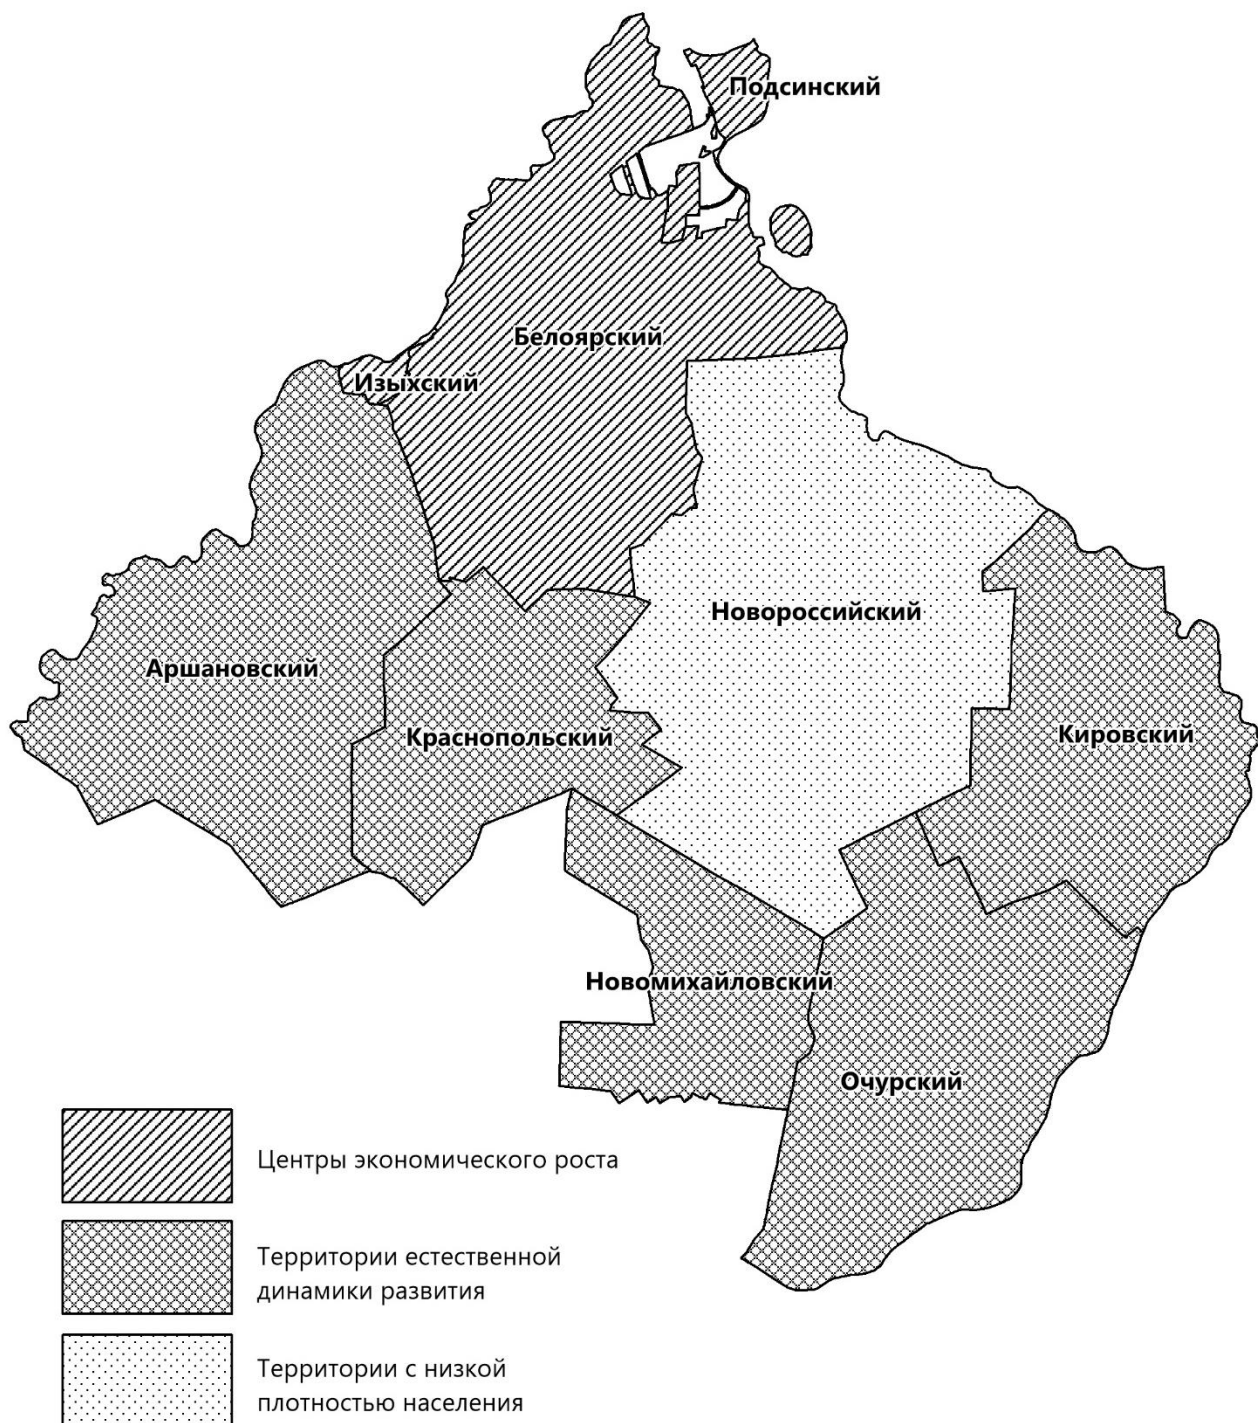 Подсинский
Белоярский
Изыхский
Новороссийский
Аршановский
Краснопольский
Кировский
Новомихайловский
Очурский
Центры экономического роста
Территории естественной
динамики развития
Территории с низкой
плотностью населения